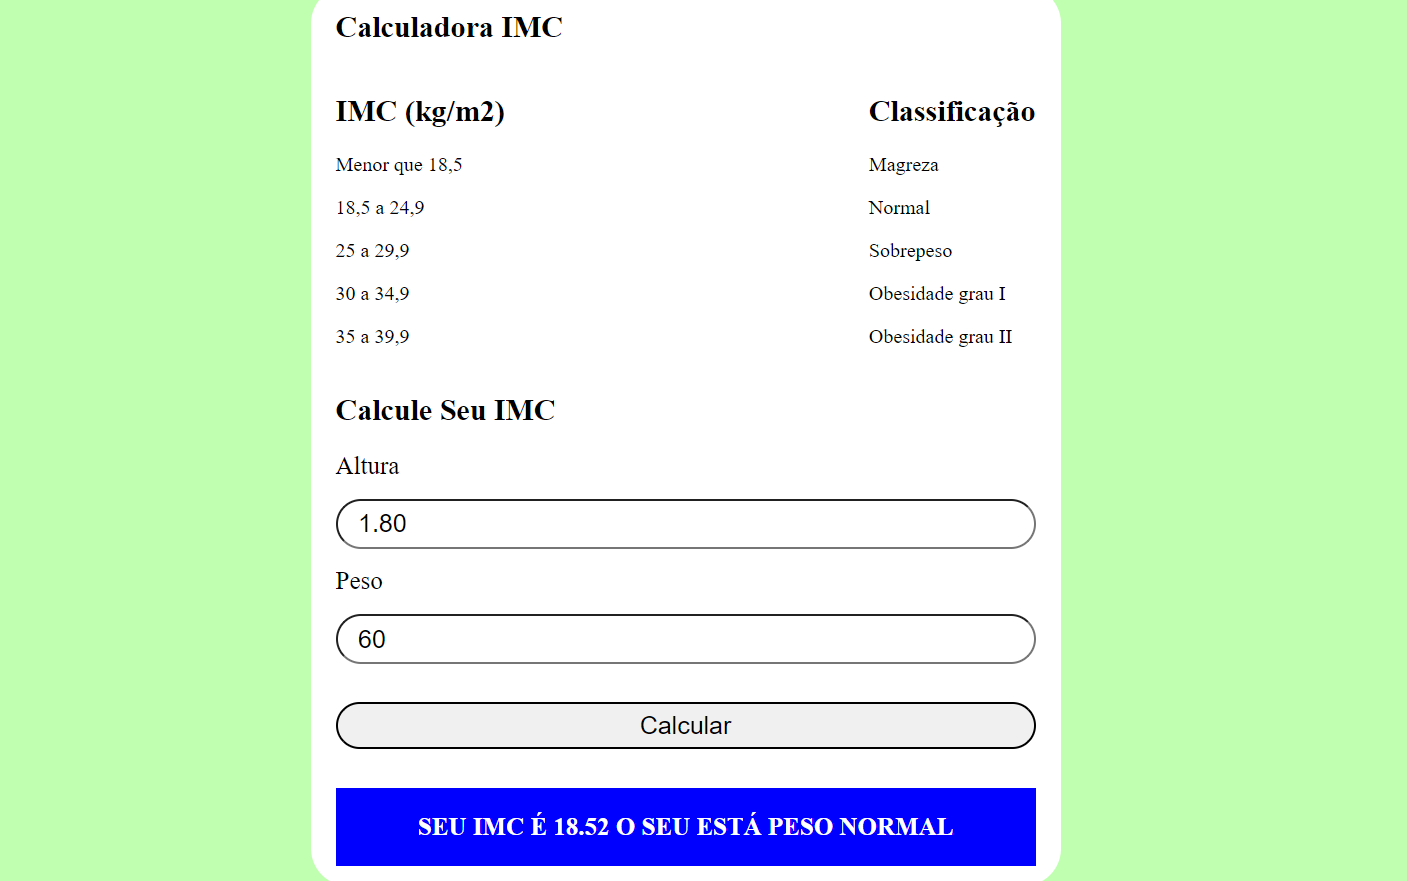 Calculadora IMC
IMC (kg/m2) Classificação
Menor que 18,5 Magreza
18,5 a 24,9 Normal
25 a 29,9 Sobrepeso
30 a 34,9 Obesidade grau I
35 a 39,9 Obesidade grau II
Calcule Seu IMC
Altura
1.80
Peso
60
Calcular
SEU IMC É 18.52 O SEU ESTÁ PESO NORMAL